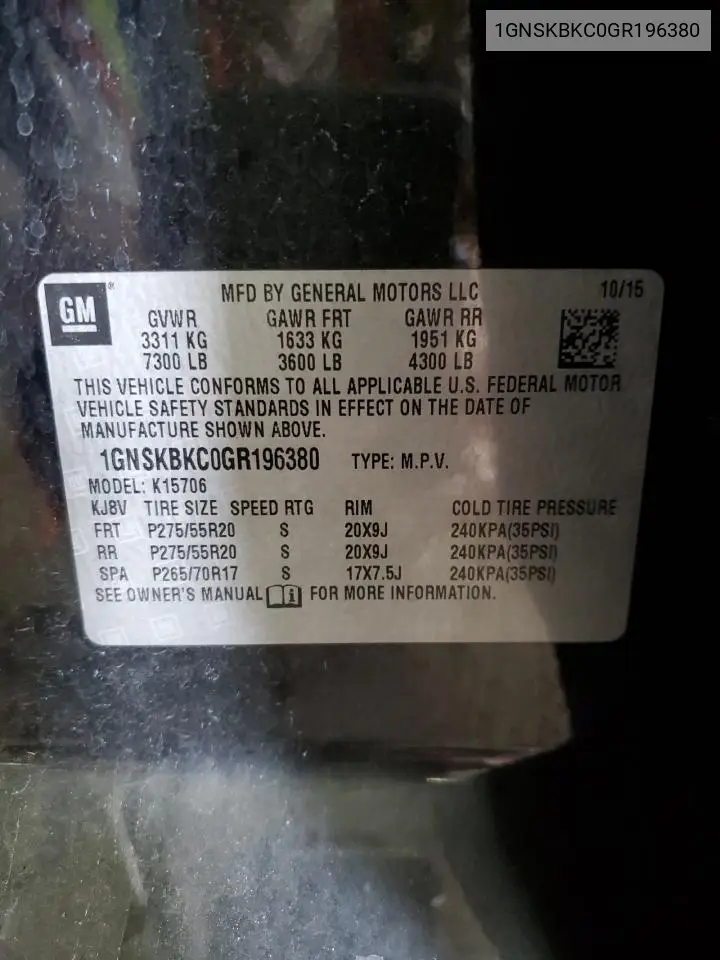 1GNSKBKC0GR196380
GM ® MFD BY GENERAL MOTORS LLC 10/15
GVWR GAWR FRT GAWR RR
3311 KG 1633 KG 1951 KG
7300 LB 3600 LB 4300 LB
THIS VEHICLE CONFORMS TO ALL APPLICABLE U.S. FEDERAL MOTOR
VEHICLE SAFETY STANDARDS IN EFFECT ON THE DATE OF
MANUFACTURE SHOWN ABOVE.
1GNSKBKC0GR196380 TYPE: M.P.V.
MODEL: K15706
KJ8V TIRE SIZE SPEED RTG RIM COLD TIRE PRESSURE
FRT P275/55R20 S 20X9J 240KPA(35PSI)
RR P275/55R20 S 20X9J 240KPA(35PSI)
SPA P265/70R17 S 17X7.5J 240KPA(35PSI)
SEE OWNER'S MANUAL FOR MORE INFORMATION.